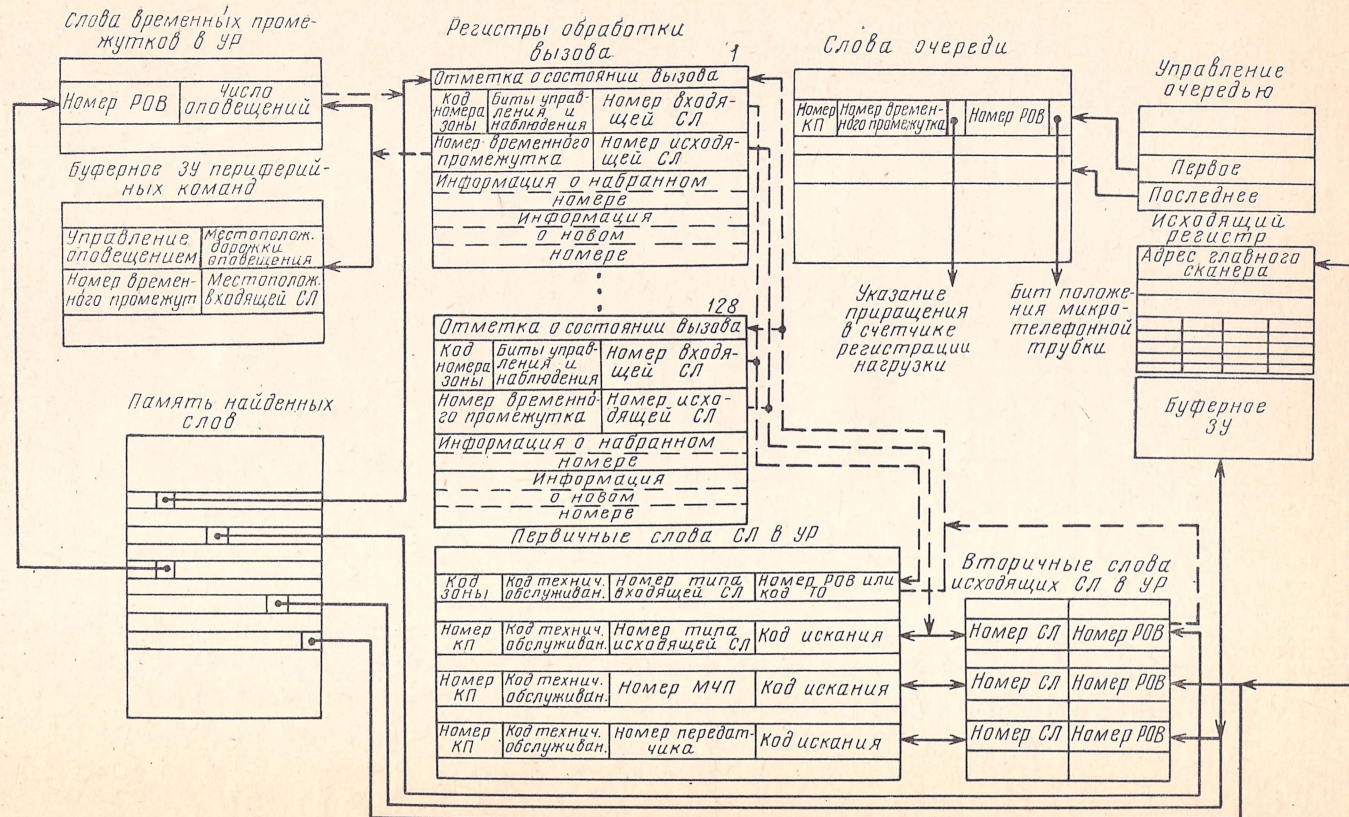 Слова временных проме-
жутков в УР
Номер РОВ
Число
оповещений
Буферное ЗУ периферий-
ных команд
Управление
оповещением
Местополож.
дорожки
оповещения
Номер времен-
ного промежут
Местополож.
входящей СЛ
Память найденных
слов
Регистры обработки
вызова
1
Отметка о состоянии вызова
Код
номера
зоны
Биты управ-
ления и
наблюдения
Номер входя-
щей СЛ
Номер временного
промежутка
Номер исходя-
щей СЛ
Информация о набранном
номере
Информация
о новом
номере
128
Отметка о состоянии вызова
Код
номера
зоны
Биты управ-
ления и
наблюдения
Номер входя-
щей СЛ
Номер временно-
го промежутка
Номер исхо-
дящей СЛ
Информация о набранном
номере
Информация
о новом
номере
Слова очереди
Номер
КП
Номер времен-
ного промежутка
Номер РОВ
Указание
приращения
в счетчике
регистрации
нагрузки
Бит положе-
ния микро-
телефонной
трубки
Управление
очередью
Первое
Последнее
Исходящий
регистр
Адрес главного
сканера
Буферное
ЗУ
Первичные слова СЛ в УР
Код
зоны
Код технич.
обслуживан.
Номер типа
входящей СЛ
Номер РОВ или
код ТО
Номер
КП
Код технич.
обслуживан.
Номер типа
исходящей СЛ
Код искания
Номер
КП
Код технич.
обслуживан.
Номер МЧП
Код искания
Номер
КП
Код технич.
обслуживан.
Номер передат-
чика
Код искания
Вторичные слова
исходящих СЛ в УР
Номер СЛ
Номер РОВ
Номер СЛ
Номер РОВ
Номер СЛ
Номер РОВ